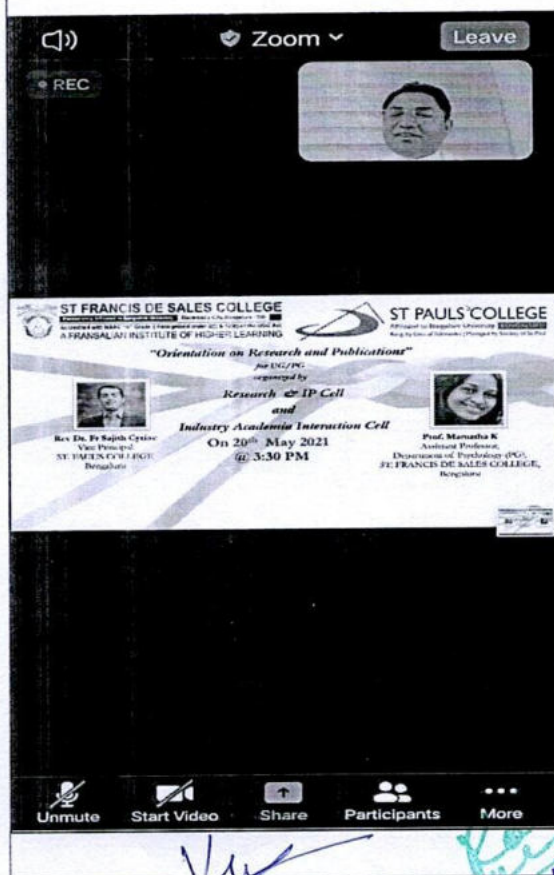 Zoom
Leave
REC
ST FRANCIS DE SALES COLLEGE
A FRANSALIAN INSTITUTE OF HIGHER LEARNING
ST PAULS COLLEGE
"Orientation on Research and Publications"
for UG/PG
organized by
Research & IP Cell
and
Industry Academia Interaction Cell
On 20th May 2021
@ 3:30 PM
Rev Dr. Fr Sajith Cyriac
Vice Principal
ST. PAULS COLLEGE
Bengaluru
Prof. Mamatha K
Assistant Professor,
Department of Psychology (PG),
ST. FRANCIS DE SALES COLLEGE,
Bengaluru
Unmute
Start Video
Share
Participants
More